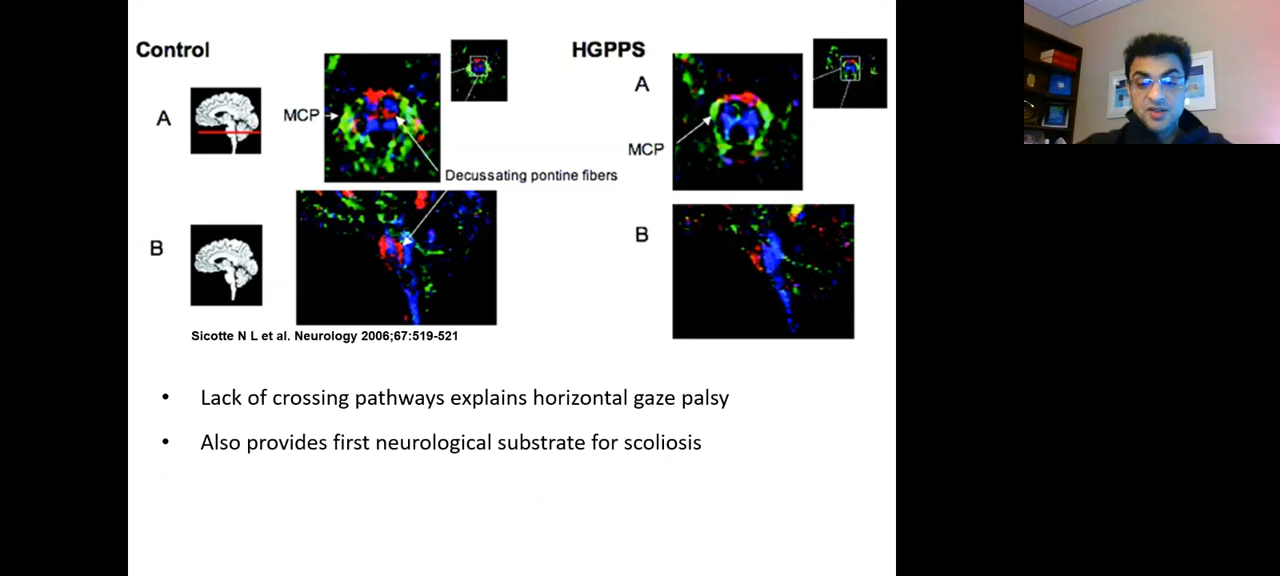 Control
HGPPS
A
MCP
A
MCP
Decussating pontine fibers
B
B
Sicotte N L et al. Neurology 2006;67:519-521
• Lack of crossing pathways explains horizontal gaze palsy
• Also provides first neurological substrate for scoliosis